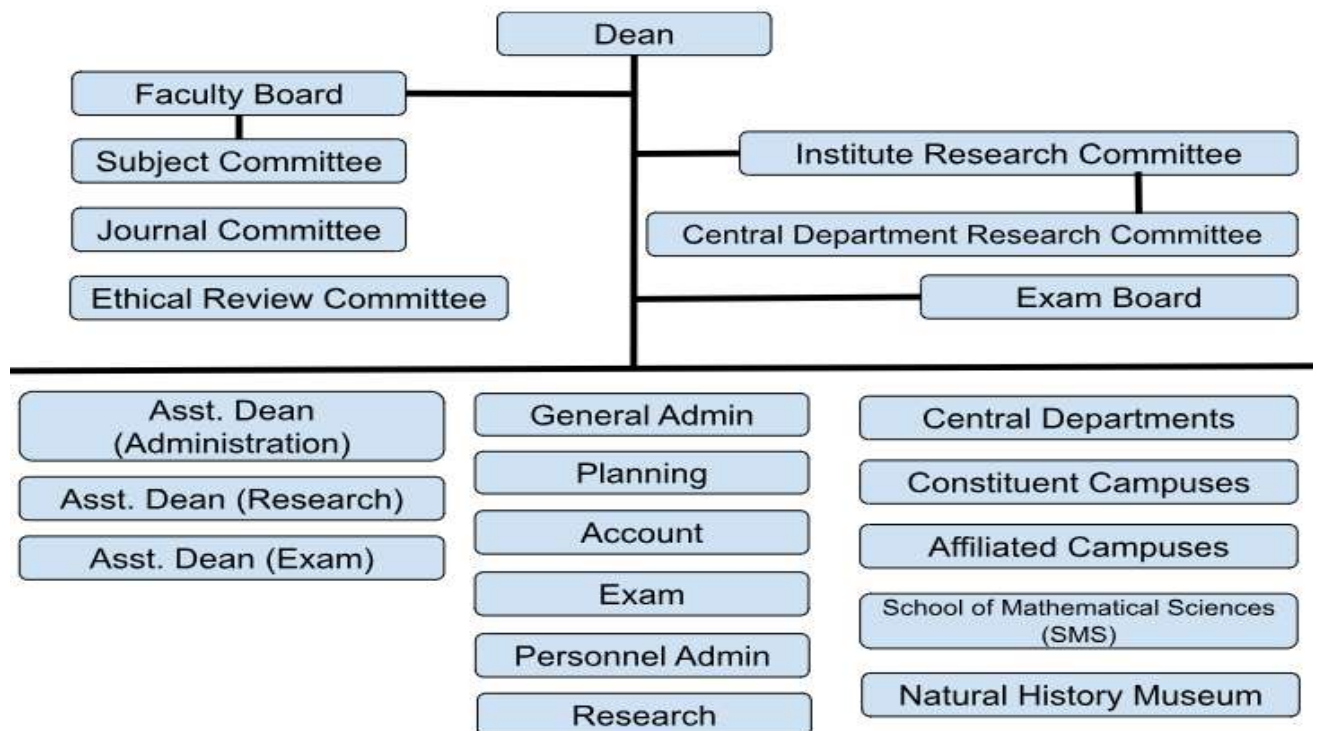 Dean
Faculty Board
Subject Committee
Journal Committee
Ethical Review Committee
Institute Research Committee
Central Department Research Committee
Exam Board
Asst. Dean
(Administration)
Asst. Dean (Research)
Asst. Dean (Exam)
General Admin
Planning
Account
Exam
Personnel Admin
Research
Central Departments
Constituent Campuses
Affiliated Campuses
School of Mathematical Sciences
(SMS)
Natural History Museum